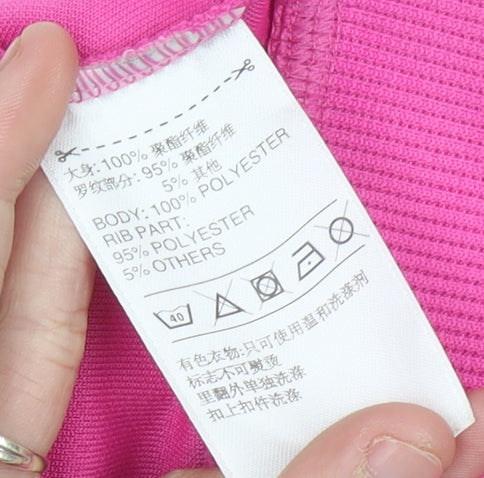 大身: 100% 聚酯纤维
罗纹部分: 95% 聚酯纤维
5% 其他
BODY: 100% POLYESTER
RIB PART:
95% POLYESTER
5% OTHERS
40
有色衣物:只可使用温和洗涤剂
标志不可熨烫
里翻外单独洗涤
扣上扣件洗涤